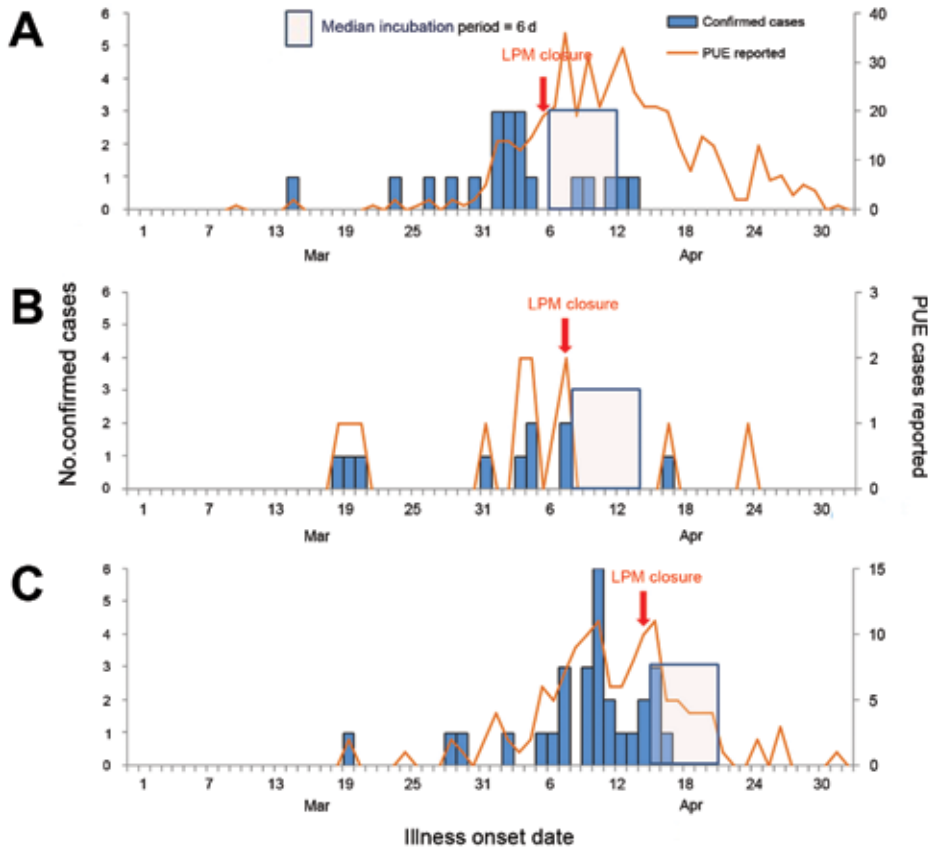 A
Median incubation period = 6 d
Confirmed cases
PUE reported
LPM closure
6
5
4
3
2
1
0
40
30
20
10
0
1 7 13 19 25 31 6 12 18 24 30
Mar Apr
B
LPM closure
No.confirmed cases
6
5
4
3
2
1
0
PUE cases reported
3
2
1
0
1 7 13 19 25 31 6 12 18 24 30
Mar Apr
C
LPM closure
6
5
4
3
2
1
0
15
10
5
0
1 7 13 19 25 31 6 12 18 24 30
Mar Apr
Illness onset date